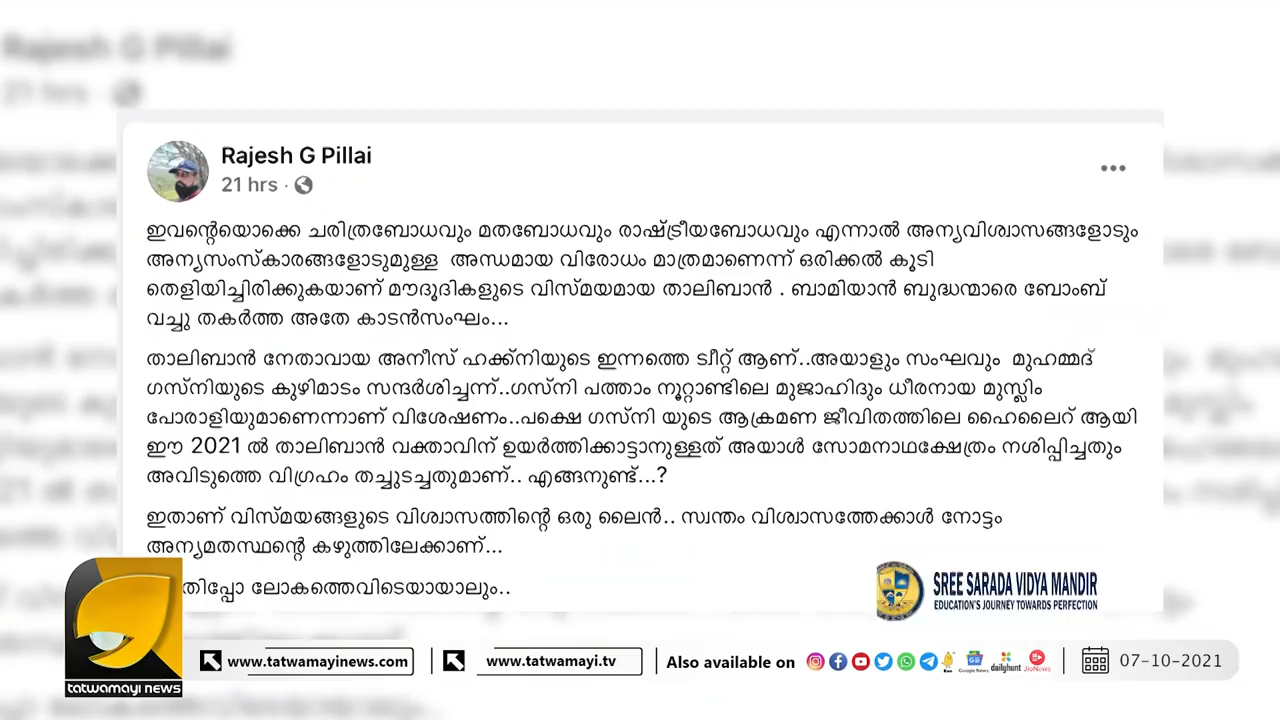 Rajesh G Pillai
21 hrs ·
Rajesh G Pillai
21 hrs ·
ഇവന്റെയൊക്കെ ചരിത്രബോധവും മതബോധവും രാഷ്ട്രീയബോധവും എന്നാൽ അന്യവിശ്വാസങ്ങളോടും
അന്യസംസ്കാരങ്ങളോടുമുള്ള അന്ധമായ വിരോധം മാത്രമാണെന്ന് ഒരിക്കൽ കൂടി
തെളിയിച്ചിരിക്കുകയാണ് മൗദൂദികളുടെ വിസ്മയമായ താലിബാൻ . ബാമിയാൻ ബുദ്ധന്മാരെ ബോംബ്
വച്ചു തകർത്ത അതേ കാടൻസംഘം...
താലിബാൻ നേതാവായ അനീസ് ഹക്ക്നിയുടെ ഇന്നത്തെ ട്വീറ്റ് ആണ്..അയാളും സംഘവും മുഹമ്മദ്
ഗസ്നിയുടെ കുഴിമാടം സന്ദർശിച്ചന്ന്..ഗസ്നി പത്താം നൂറ്റാണ്ടിലെ മുജാഹിദും ധീരനായ മുസ്ലിം
പോരാളിയുമാണെന്നാണ് വിശേഷണം..പക്ഷെ ഗസ്നി യുടെ ആക്രമണ ജീവിതത്തിലെ ഹൈലൈറ് ആയി
ഈ 2021 ൽ താലിബാൻ വക്താവിന് ഉയർത്തിക്കാട്ടാനുള്ളത് അയാൾ സോമനാഥക്ഷേത്രം നശിപ്പിച്ചതും
അവിടുത്തെ വിഗ്രഹം തച്ചുടച്ചതുമാണ്.. എങ്ങനുണ്ട്...?
ഇതാണ് വിസ്മയങ്ങളുടെ വിശ്വാസത്തിന്റെ ഒരു ലൈൻ.. സ്വന്തം വിശ്വാസത്തേക്കാൾ നോട്ടം
അന്യമതസ്ഥന്റെ കഴുത്തിലേക്കാണ്...
തിപ്പോ ലോകത്തെവിടെയായാലും..
SREE SARADA VIDYA MANDIR
EDUCATION'S JOURNEY TOWARDS PERFECTION
tatwamayi news
www.tatwamayinews.com
www.tatwamayi.tv
Also available on
Koo
Google News
dailyhunt
JioNews
07-10-2021